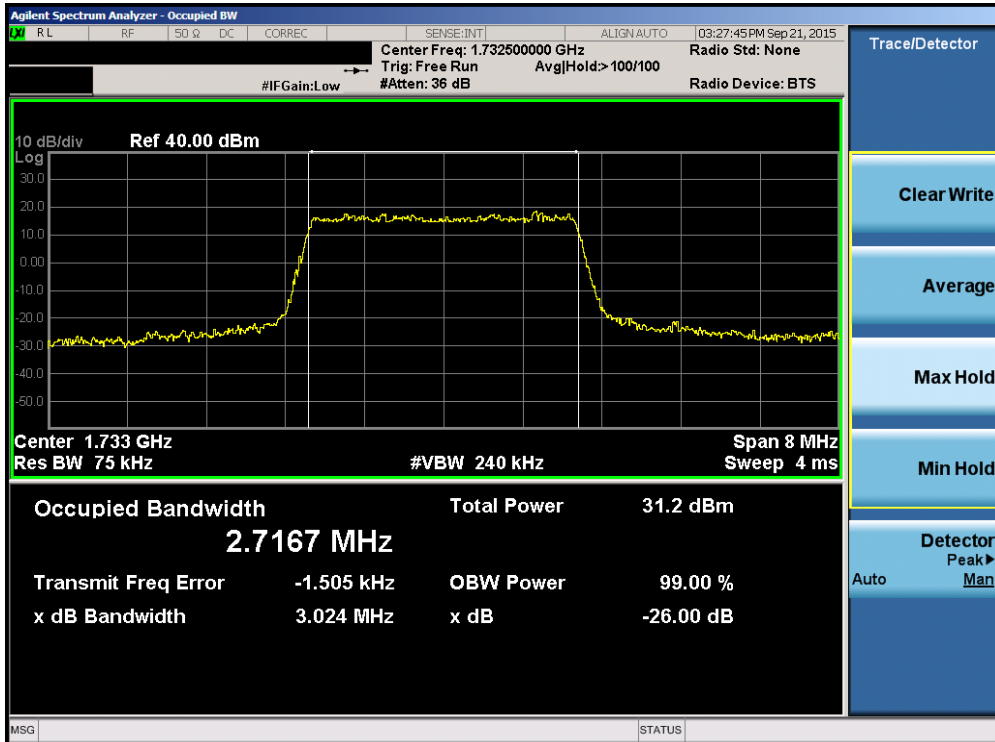 Agilent Spectrum Analyzer - Occupied BW
LXI RL RF 50 Ω DC CORREC SENSE:INT ALIGN AUTO 03:27:45 PM Sep 21, 2015
Center Freq: 1.732500000 GHz Radio Std: None
Trig: Free Run Avg|Hold:> 100/100
#IFGain:Low #Atten: 36 dB Radio Device: BTS
10 dB/div Ref 40.00 dBm
Log
30.0
20.0
10.0
0.00
-10.0
-20.0
-30.0
-40.0
-50.0
Center 1.733 GHz Span 8 MHz
Res BW 75 kHz #VBW 240 kHz Sweep 4 ms
Occupied Bandwidth Total Power 31.2 dBm
2.7167 MHz
Transmit Freq Error -1.505 kHz OBW Power 99.00 %
x dB Bandwidth 3.024 MHz x dB -26.00 dB
MSG STATUS
Trace/Detector
Clear Write
Average
Max Hold
Min Hold
Detector
Peak▶
Auto Man